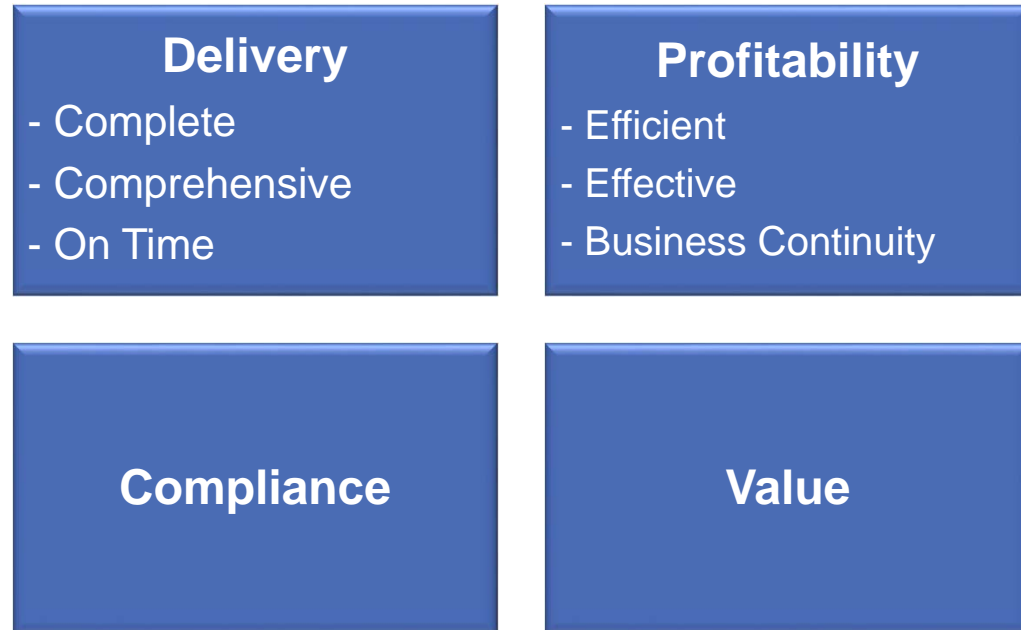 Delivery
- Complete
- Comprehensive
- On Time
Profitability
- Efficient
- Effective
- Business Continuity
Compliance
Value